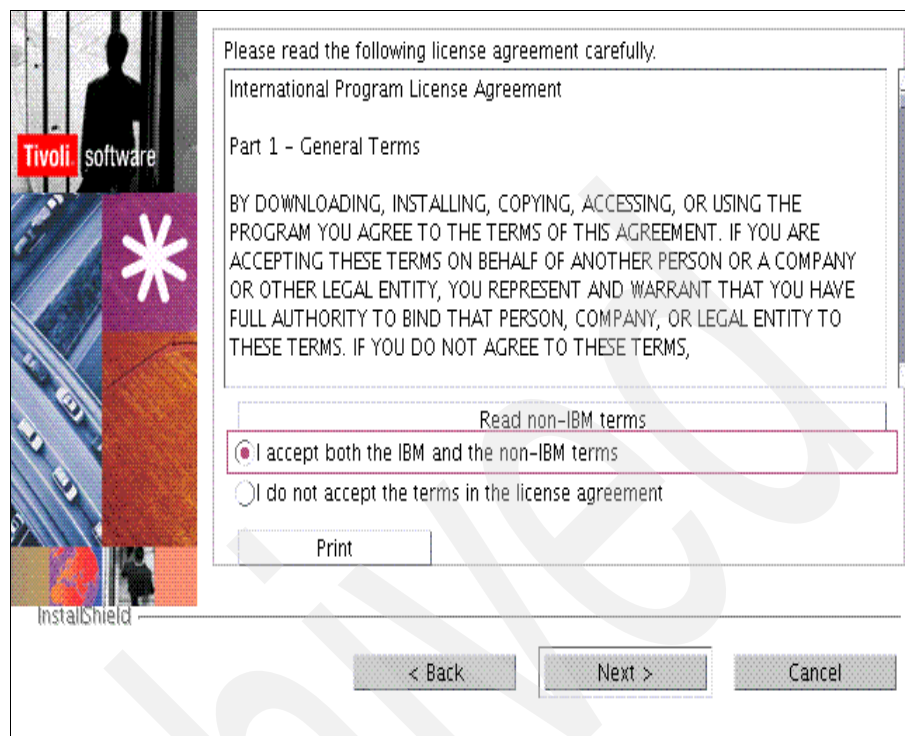 Please read the following license agreement carefully.
International Program License Agreement
Part 1 – General Terms
BY DOWNLOADING, INSTALLING, COPYING, ACCESSING, OR USING THE
PROGRAM YOU AGREE TO THE TERMS OF THIS AGREEMENT. IF YOU ARE
ACCEPTING THESE TERMS ON BEHALF OF ANOTHER PERSON OR A COMPANY
OR OTHER LEGAL ENTITY, YOU REPRESENT AND WARRANT THAT YOU HAVE
FULL AUTHORITY TO BIND THAT PERSON, COMPANY, OR LEGAL ENTITY TO
THESE TERMS. IF YOU DO NOT AGREE TO THESE TERMS,
Tivoli. software
Read non-IBM terms
I accept both the IBM and the non-IBM terms
I do not accept the terms in the license agreement
Print
InstallShield
< Back Next > Cancel
hived